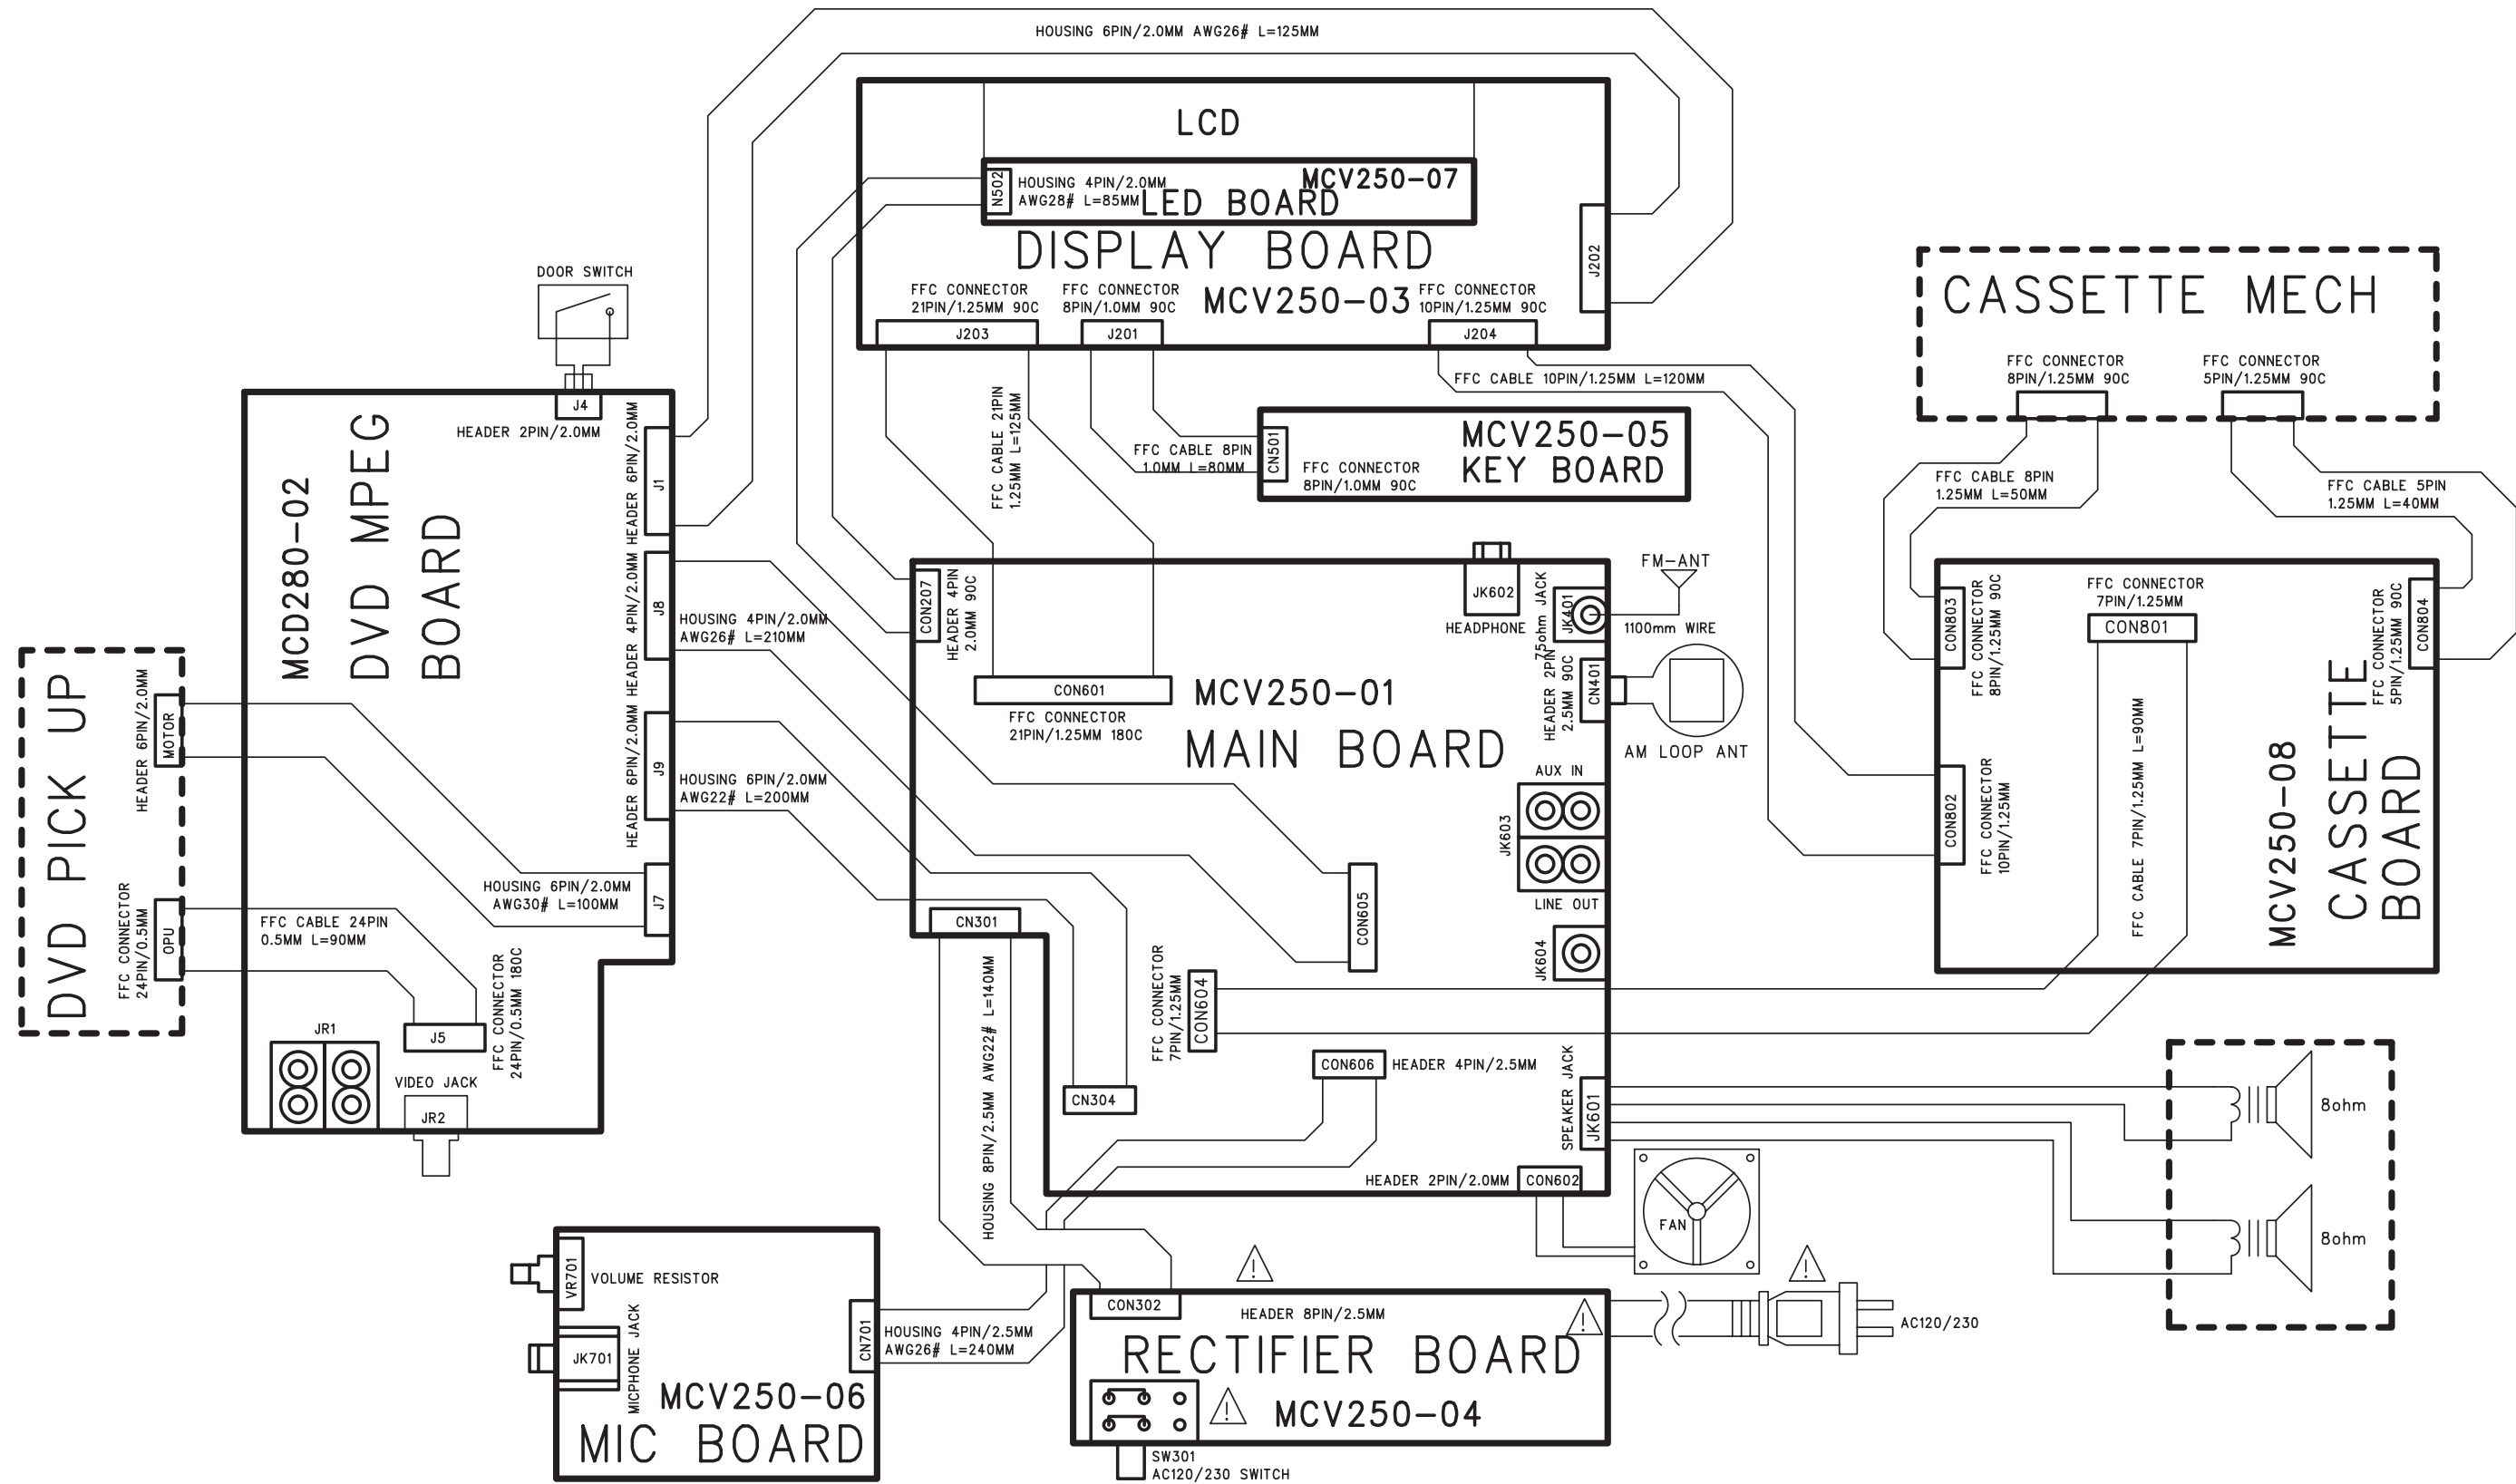 HOUSING 6PIN/2.0MM AWG26# L=125MM
LCD
N502
HOUSING 4PIN/2.0MM
AWG28# L=85MM
MCV250-07
LED BOARD
DISPLAY BOARD
MCV250-03
J202
FFC CONNECTOR
21PIN/1.25MM 90C
J203
FFC CONNECTOR
8PIN/1.0MM 90C
J201
FFC CONNECTOR
10PIN/1.25MM 90C
J204
DOOR SWITCH
J4
HEADER 2PIN/2.0MM
MCD280-02
DVD MPEG
BOARD
HEADER 6PIN/2.0MM
J1
HEADER 4PIN/2.0MM
J8
HEADER 6PIN/2.0MM
J9
J7
HOUSING 4PIN/2.0MM
AWG26# L=210MM
HOUSING 6PIN/2.0MM
AWG22# L=200MM
HOUSING 6PIN/2.0MM
AWG30# L=100MM
DVD PICK UP
HEADER 6PIN/2.0MM
MOTOR
FFC CONNECTOR
24PIN/0.5MM
OPU
FFC CABLE 24PIN
0.5MM L=90MM
FFC CONNECTOR
24PIN/0.5MM 180C
J5
JR1
VIDEO JACK
JR2
FFC CABLE 21PIN
1.25MM L=125MM
FFC CABLE 8PIN
1.0MM L=80MM
FFC CABLE 10PIN/1.25MM L=120MM
CN501
FFC CONNECTOR
8PIN/1.0MM 90C
MCV250-05
KEY BOARD
CASSETTE MECH
FFC CONNECTOR
8PIN/1.25MM 90C
FFC CONNECTOR
5PIN/1.25MM 90C
FFC CABLE 8PIN
1.25MM L=50MM
FFC CABLE 5PIN
1.25MM L=40MM
CON207
HEADER 4PIN
2.0MM 90C
CON601
FFC CONNECTOR
21PIN/1.25MM 180C
MCV250-01
MAIN BOARD
JK602
HEADPHONE
75ohm JACK
JK401
FM-ANT
1100mm WIRE
HEADER 2PIN
2.5MM 90C
CN401
AM LOOP ANT
AUX IN
JK603
LINE OUT
JK604
CON605
CN301
FFC CONNECTOR
7PIN/1.25MM
CON604
CON606
HEADER 4PIN/2.5MM
CN304
SPEAKER JACK
JK601
HEADER 2PIN/2.0MM
CON602
HOUSING 8PIN/2.5MM AWG22# L=140MM
CON803
FFC CONNECTOR
8PIN/1.25MM 90C
FFC CONNECTOR
7PIN/1.25MM
CON801
FFC CONNECTOR
5PIN/1.25MM 90C
CON804
CON802
FFC CONNECTOR
10PIN/1.25MM
FFC CABLE 7PIN/1.25MM L=90MM
MCV250-08
CASSETTE
BOARD
8ohm
8ohm
FAN
VR701
VOLUME RESISTOR
JK701
MICPHONE JACK
CN701
HOUSING 4PIN/2.5MM
AWG26# L=240MM
MCV250-06
MIC BOARD
!
!
CON302
HEADER 8PIN/2.5MM
!
AC120/230
RECTIFIER BOARD
!
MCV250-04
SW301
AC120/230 SWITCH